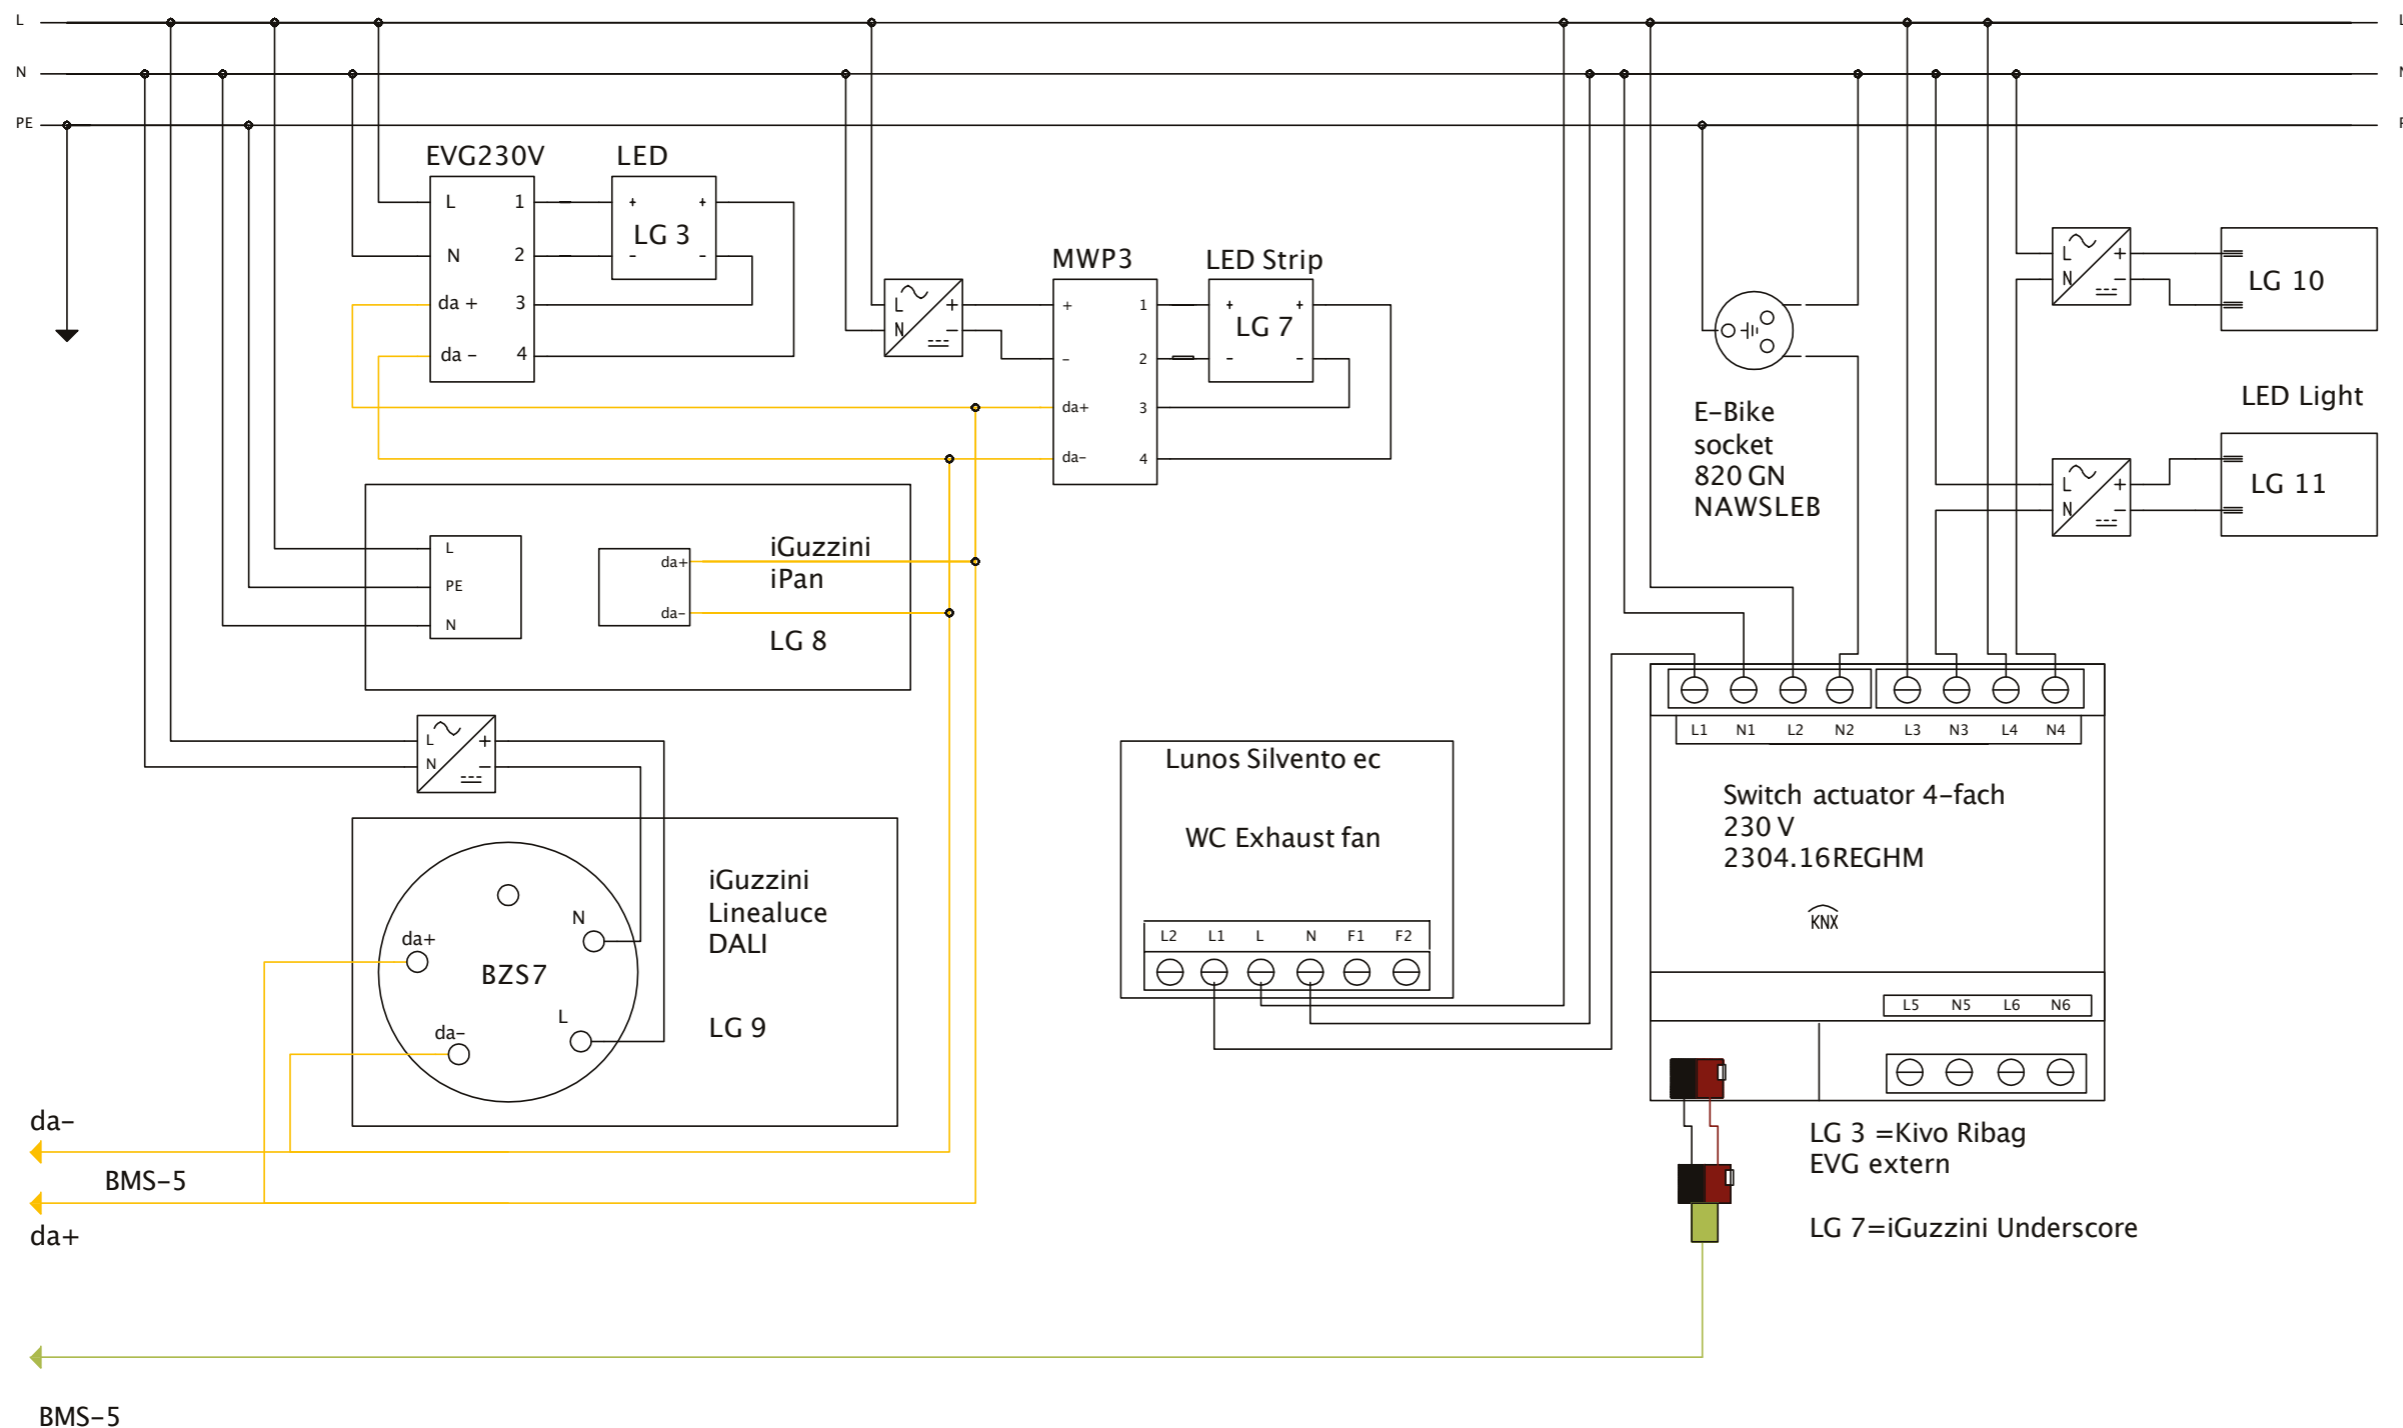 L
N
PE
EVG230V
LED
L
1
+
+
LG 3
N
2
-
-
da +
3
da -
4
L
N
+
-
MWP3
LED Strip
+
1
+
+
LG 7
-
2
-
-
da+
3
da-
4
E-Bike
socket
820 GN
NAWSLEB
L
N
+
-
LG 10
LED Light
L
N
+
-
LG 11
L
PE
N
da+
da-
iGuzzini
iPan
LG 8
L
N
+
-
iGuzzini
Linealuce
DALI
LG 9
N
da+
BZS7
L
da-
Lunos Silvento ec
WC Exhaust fan
L2 L1 L N F1 F2
L1 N1 L2 N2 L3 N3 L4 N4
Switch actuator 4-fach
230 V
2304.16REGHM
KNX
L5 N5 L6 N6
LG 3 =Kivo Ribag
EVG extern
LG 7=iGuzzini Underscore
da-
BMS-5
da+
BMS-5